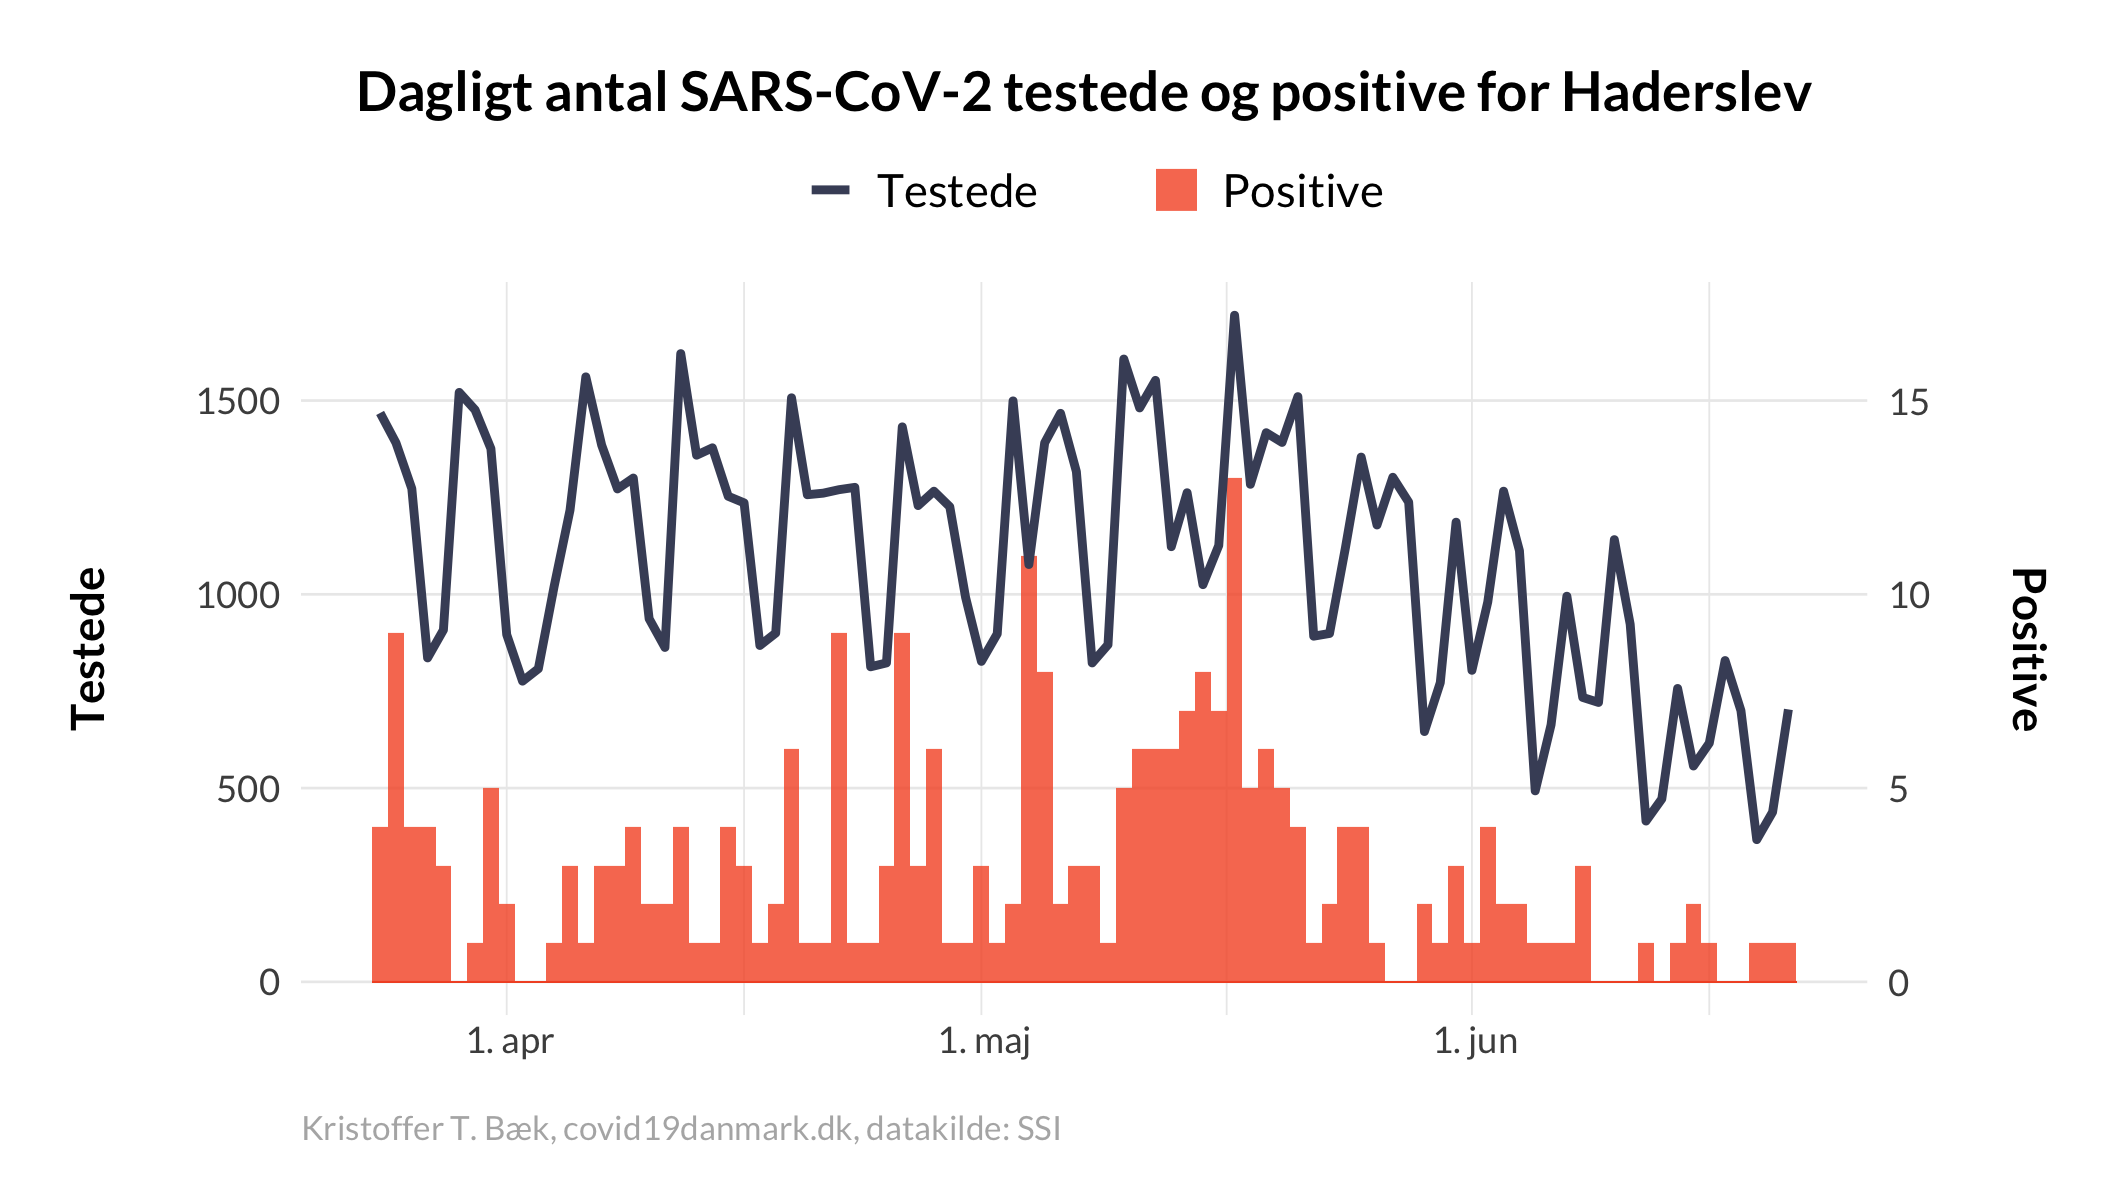 Dagligt antal SARS-CoV-2 testede og positive for Haderslev
Testede
Positive
1500
1000
500
0
15
10
5
0
Testede
Positive
1. apr
1. maj
1. jun
Kristoffer T. Bæk, covid19danmark.dk, datakilde: SSI